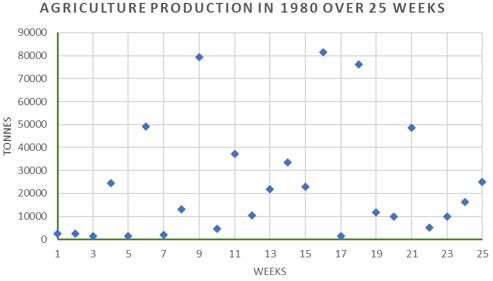 AGRICULTURE PRODUCTION IN 1980 OVER 25 WEEKS
90000
80000
70000
60000
50000
40000
30000
20000
10000
0
TONNES
1 3 5 7 9 11 13 15 17 19 21 23 25
WEEKS